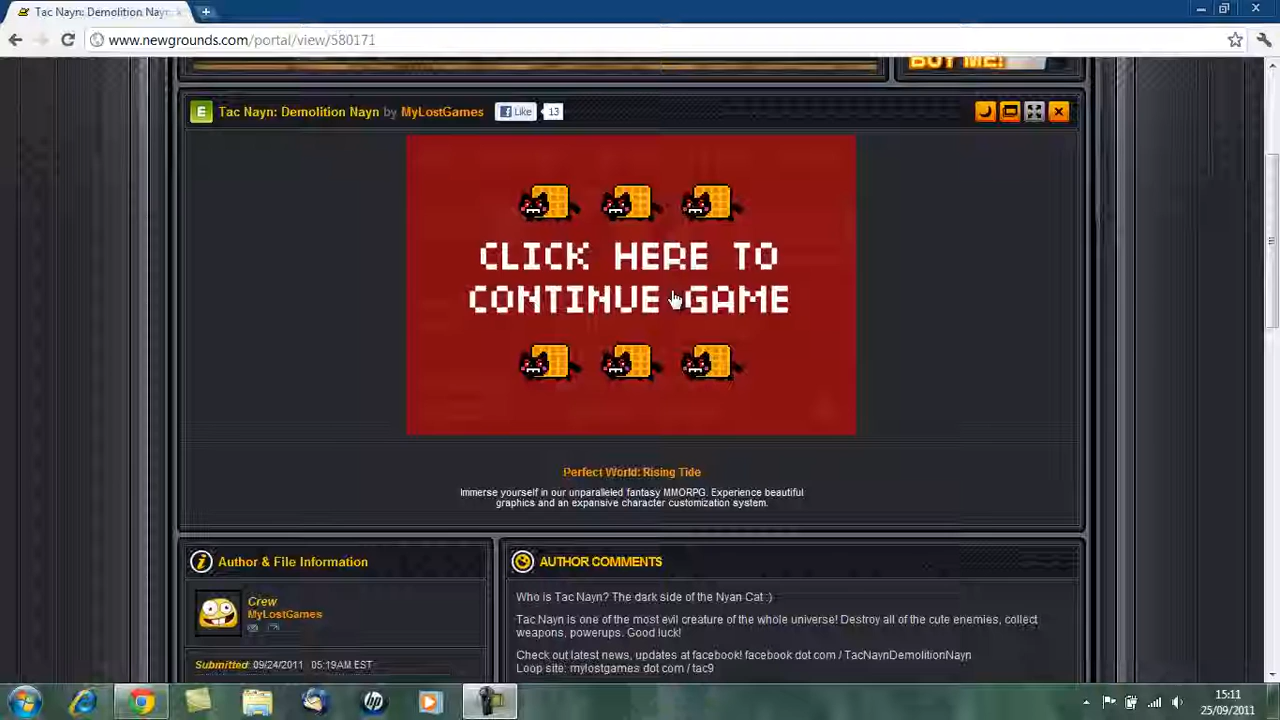 Tac Nayn: Demolition Nayn
www.newgrounds.com/portal/view/580171
BUY ME!
E Tac Nayn: Demolition Nayn by MyLostGames Like 13
CLICK HERE TO
CONTINUE GAME
Perfect World: Rising Tide
Immerse yourself in our unparalleled fantasy MMORPG. Experience beautiful
graphics and an expansive character customization system.
Author & File Information
Crew
MyLostGames
Submitted: 09/24/2011 05:19AM EST
AUTHOR COMMENTS
Who is Tac Nayn? The dark side of the Nyan Cat :)
Tac Nayn is one of the most evil creature of the whole universe! Destroy all of the cute enemies, collect
weapons, powerups. Good luck!
Check out latest news, updates at facebook! facebook dot com / TacNaynDemolitionNayn
Loop site: mylostgames dot com / tac9
hp
15:11
25/09/2011